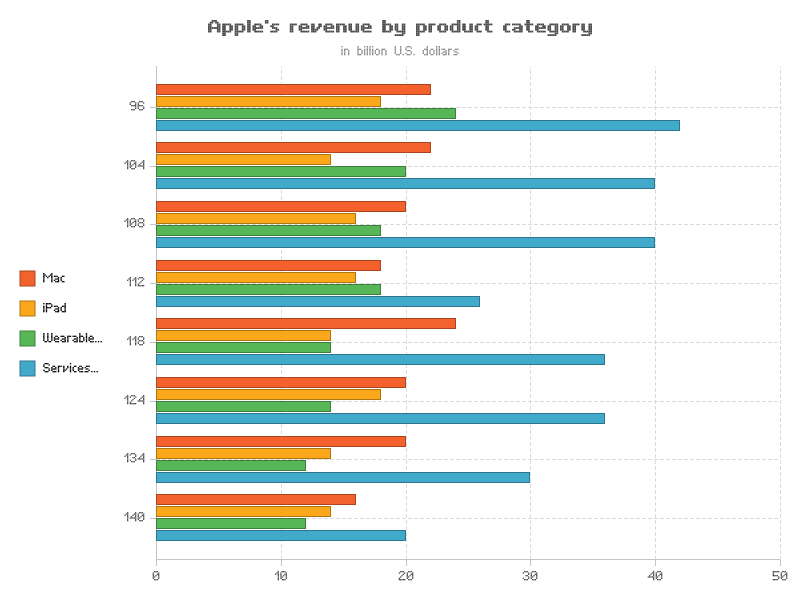 Apple's revenue by product category
in billion U.S. dollars
96
104
108
112
118
124
134
140
Mac
iPad
Wearable...
Services...
0 10 20 30 40 50